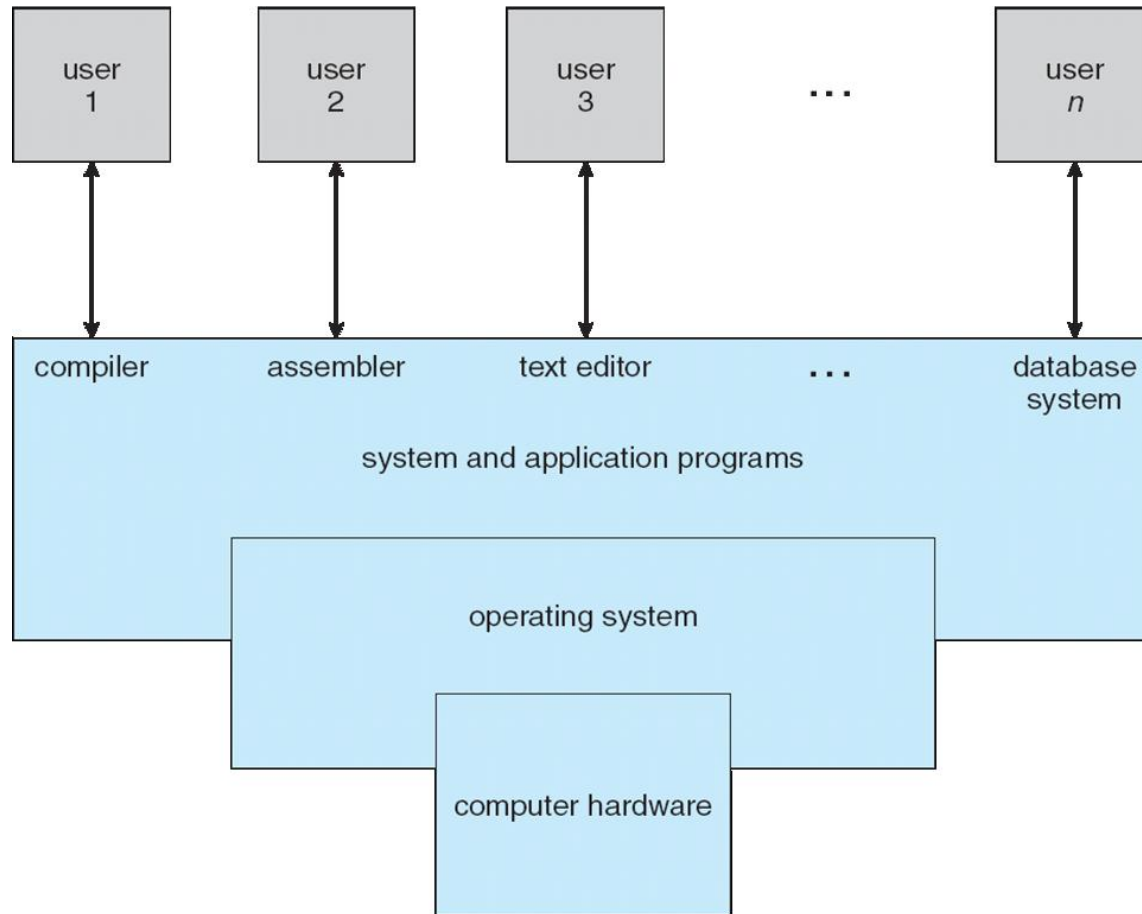 user
1
user
2
user
3
...
user
n
compiler
assembler
text editor
...
database
system
system and application programs
operating system
computer hardware